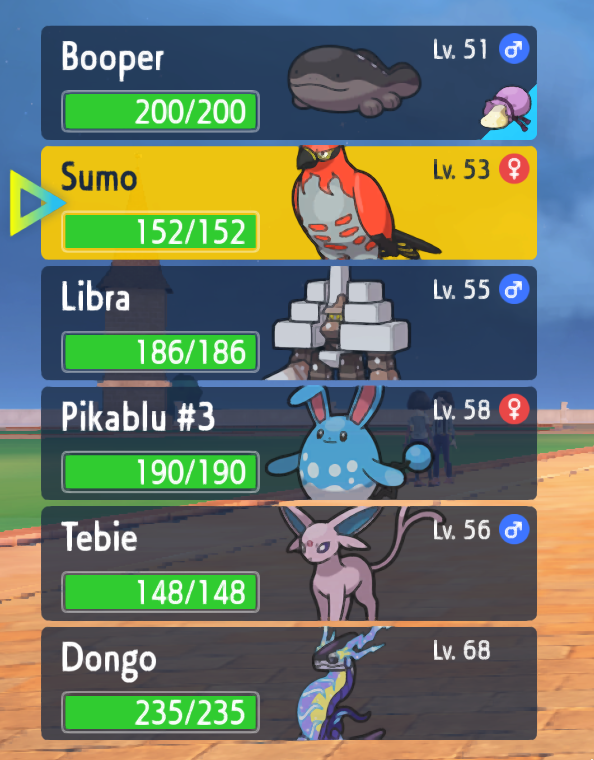 Booper
Lv. 51 ♂
200/200
Sumo
Lv. 53 ♀
152/152
Libra
Lv. 55 ♂
186/186
Pikablu #3
Lv. 58 ♀
190/190
Tebie
Lv. 56 ♂
148/148
Dongo
Lv. 68
235/235